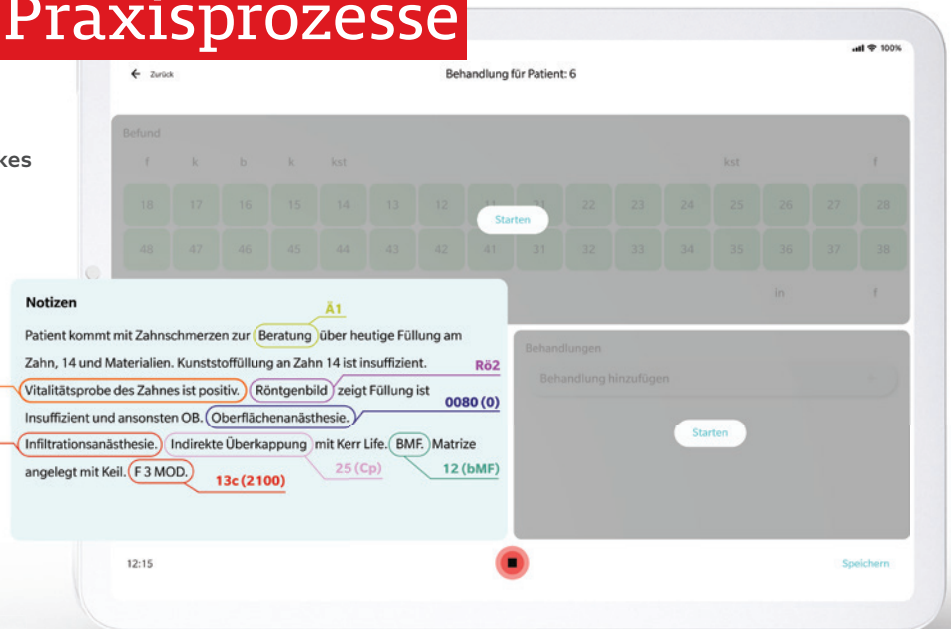 Praxisprozesse
100%
Zurück
Behandlung für Patient: 6
kes
Befund
f k b k kst kst f
18 17 16 15 14 13 12 11 21 22 23 24 25 26 27 28
Starten
48 47 46 45 44 43 42 41 31 32 33 34 35 36 37 38
in f
Notizen
Ä1
Patient kommt mit Zahnschmerzen zur Beratung über heutige Füllung am
Zahn, 14 und Materialien. Kunststoffüllung an Zahn 14 ist insuffizient.
Rö2
Vitalitätsprobe des Zahnes ist positiv. Röntgenbild zeigt Füllung ist
0080 (0)
Insuffizient und ansonsten OB. Oberflächenanästhesie.
Infiltrationsanästhesie. Indirekte Überkappung mit Kerr Life. BMF. Matrize
angelegt mit Keil. F 3 MOD.
13c (2100)
25 (Cp)
12 (bMF)
Behandlungen
Behandlung hinzufügen
Starten
12:15
Speichern